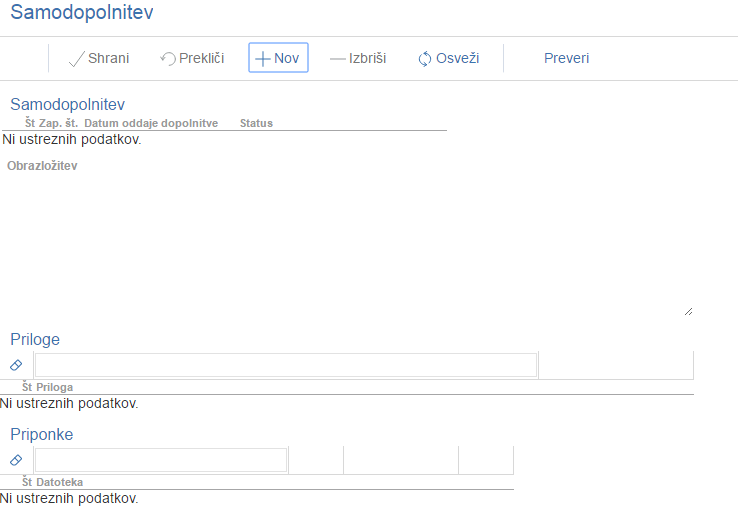 Samodopolnitev
Shrani Prekliči Nov Izbriši Osveži Preveri
Samodopolnitev
Št Zap. št. Datum oddaje dopolnitve Status
Ni ustreznih podatkov.
Obrazložitev
Priloge
Št Priloga
Ni ustreznih podatkov.
Priponke
Št Datoteka
Ni ustreznih podatkov.